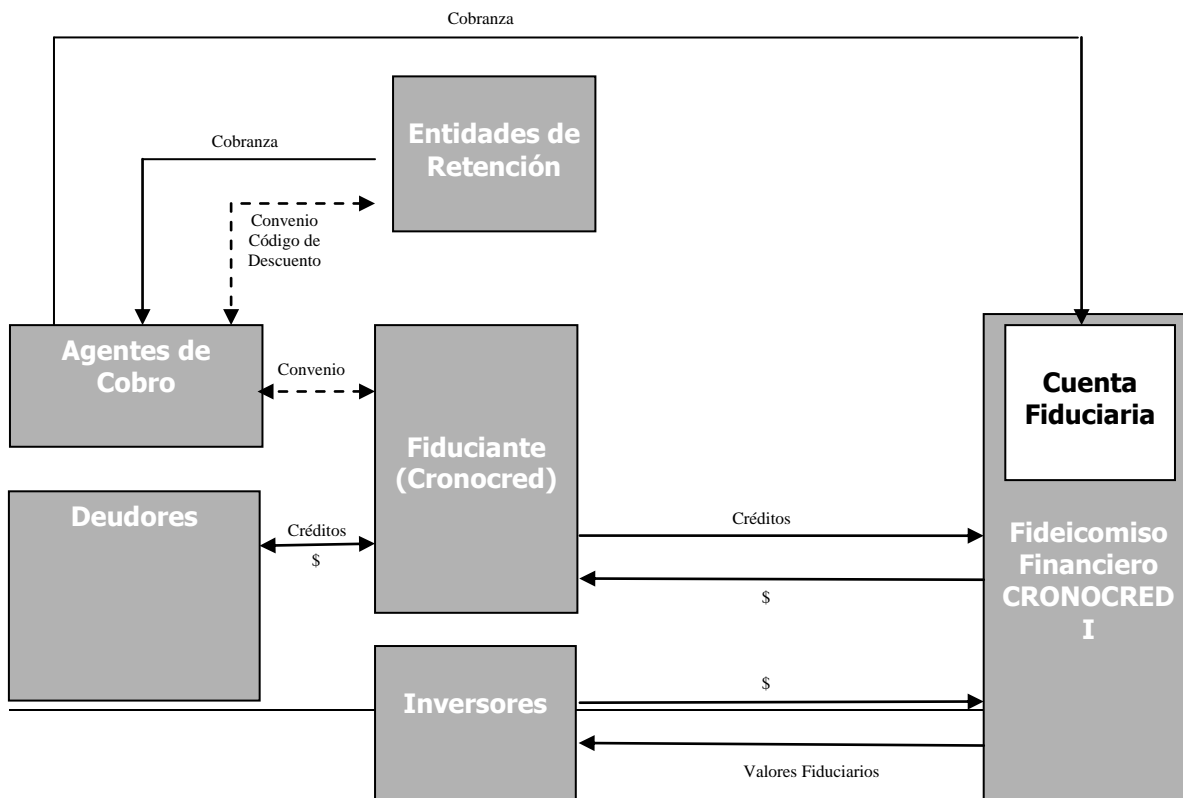 Cobranza
Entidades de
Retención
Cobranza
Convenio
Código de
Descuento
Agentes de
Cobro
Convenio
Fiduciante
(Cronocred)
Cuenta
Fiduciaria
Deudores
Créditos
$
Créditos
$
Fideicomiso
Financiero
CRONOCRED
I
Inversores
$
Valores Fiduciarios